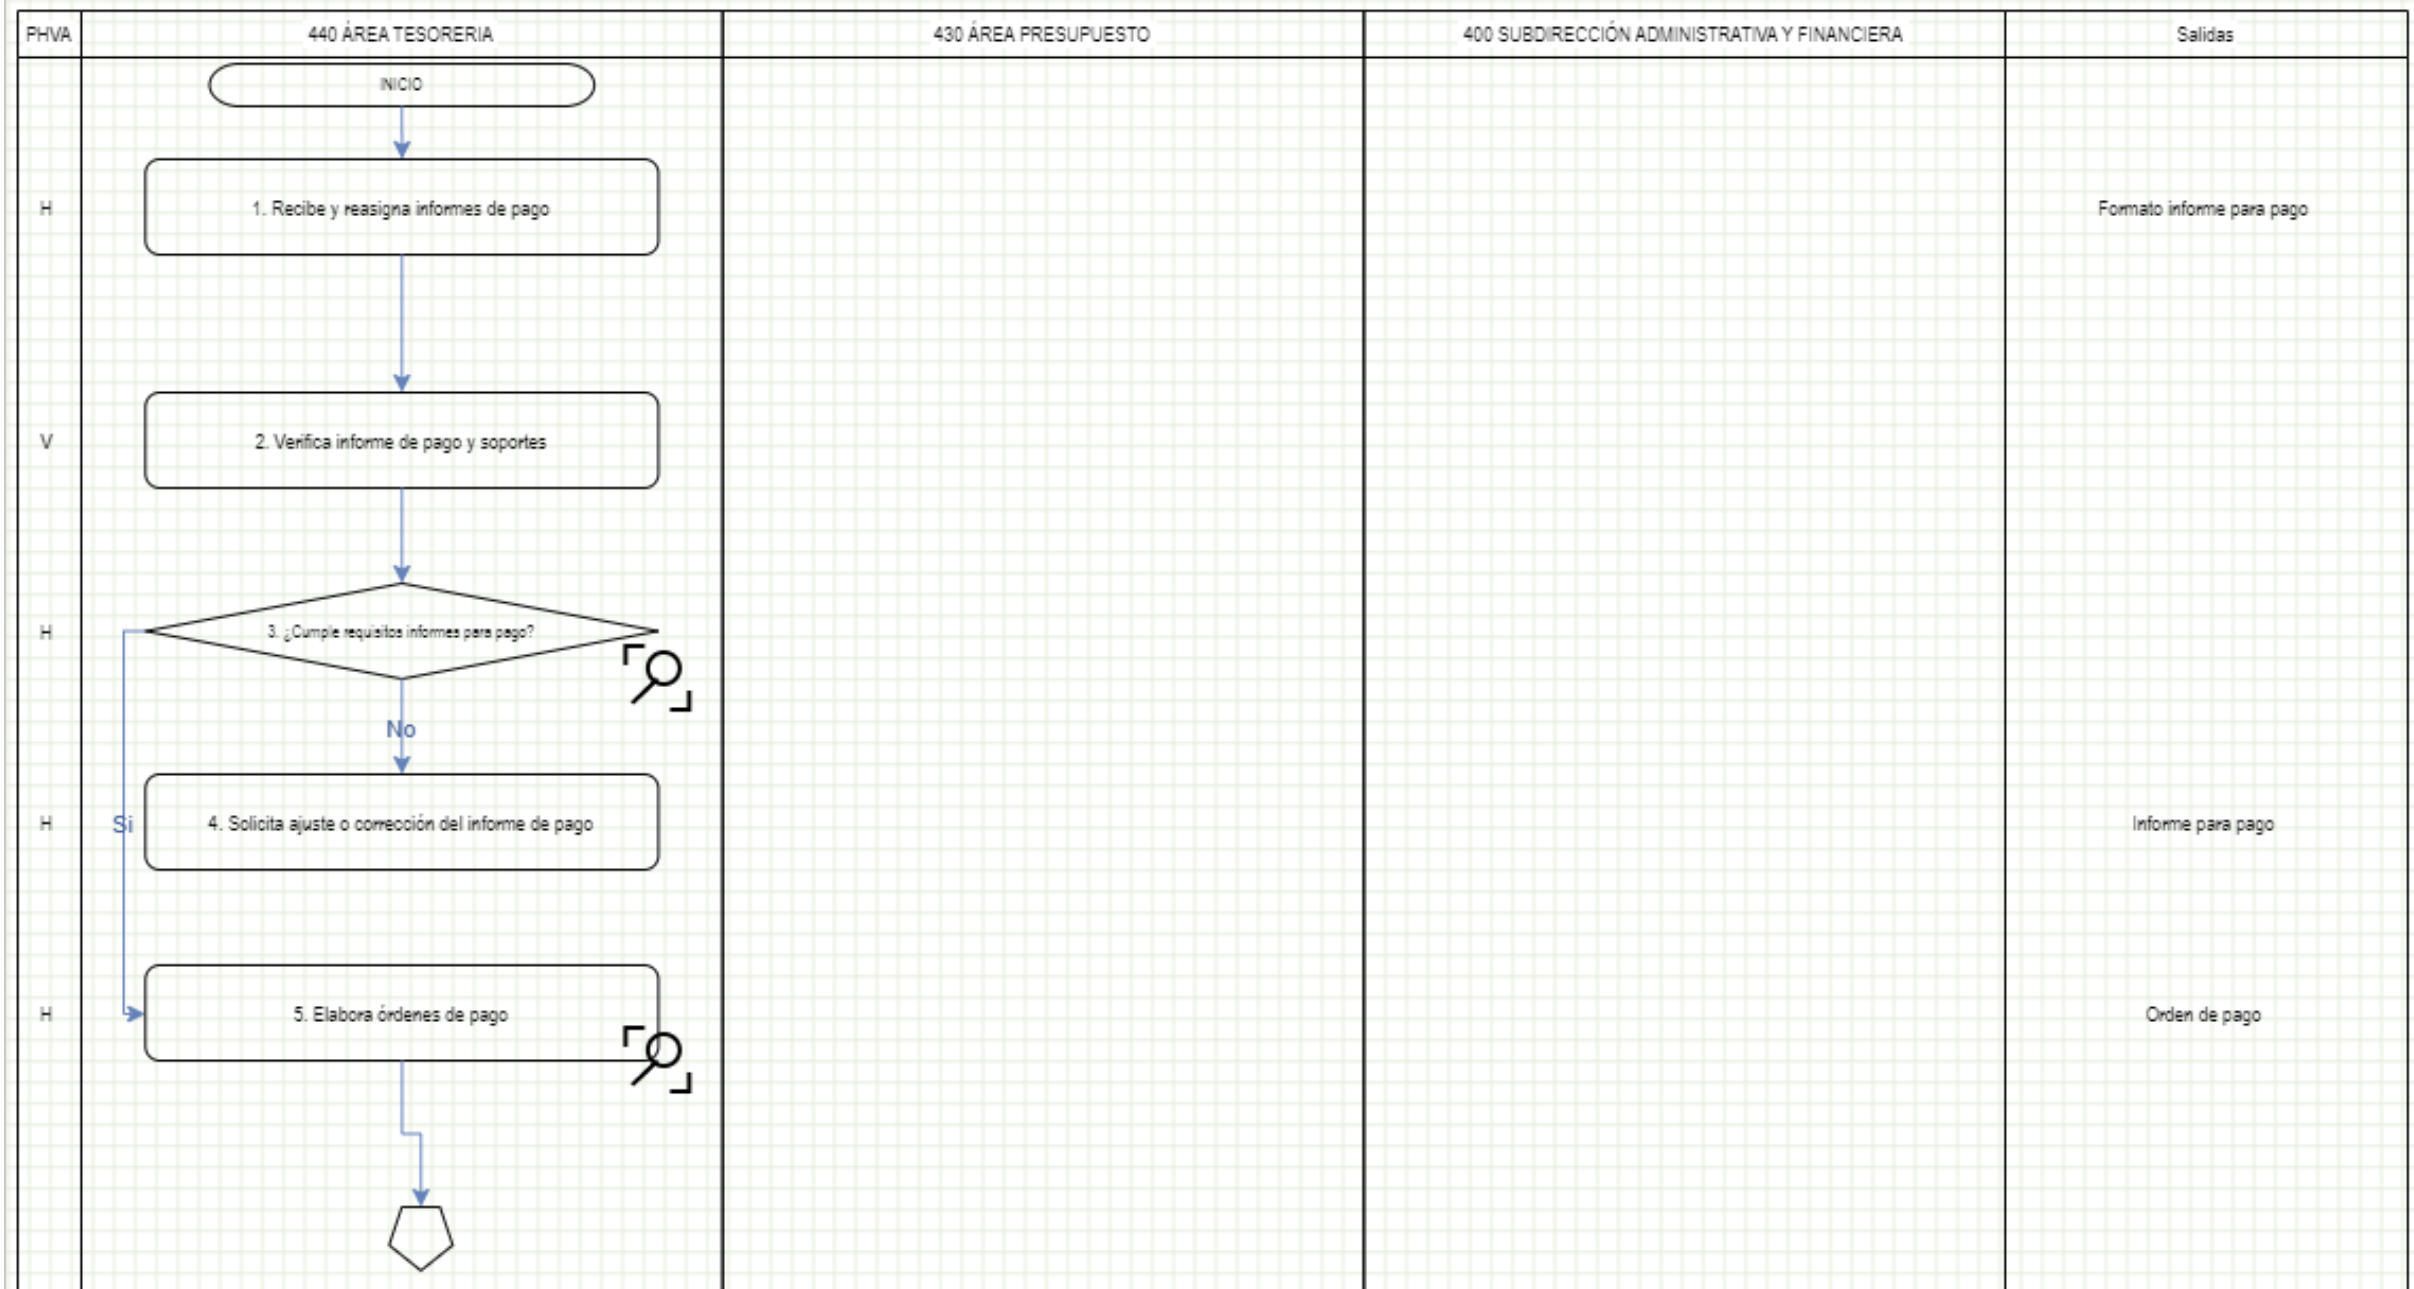 PHVA
440 ÁREA TESORERIA
430 ÁREA PRESUPUESTO
400 SUBDIRECCIÓN ADMINISTRATIVA Y FINANCIERA
Salidas
INICIO
H
1. Recibe y reasigna informes de pago
Formato informe para pago
V
2. Verifica informe de pago y soportes
H
3. ¿Cumple requisitos informes para pago?
No
H
Si
4. Solicita ajuste o corrección del informe de pago
Informe para pago
H
5. Elabora órdenes de pago
Orden de pago